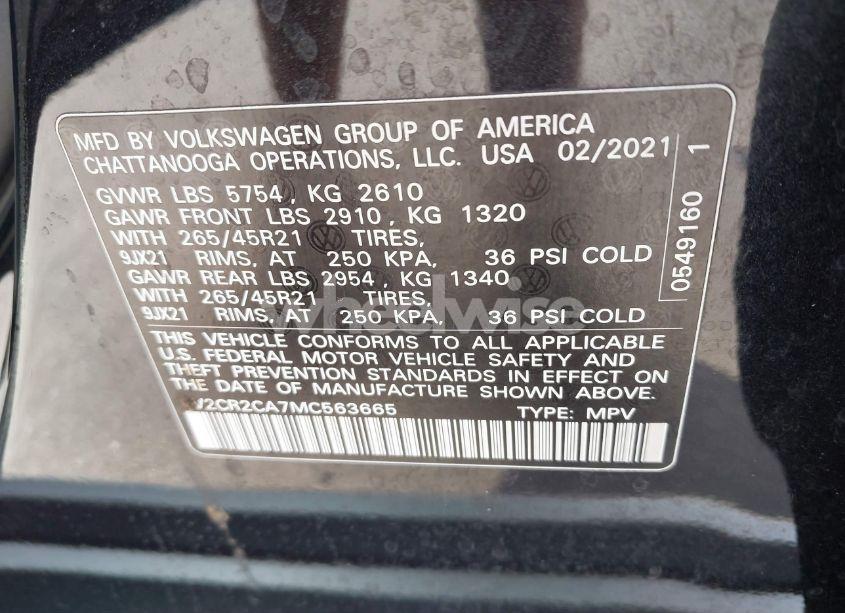 MFD BY VOLKSWAGEN GROUP OF AMERICA
CHATTANOOGA OPERATIONS, LLC. USA 02/2021
GVWR LBS 5754, KG 2610
GAWR FRONT LBS 2910, KG 1320
WITH 265/45R21 TIRES,
9JX21 RIMS, AT 250 KPA, 36 PSI COLD
GAWR REAR LBS 2954, KG 1340
WITH 265/45R21 TIRES,
9JX21 RIMS, AT 250 KPA, 36 PSI COLD
THIS VEHICLE CONFORMS TO ALL APPLICABLE
U.S. FEDERAL MOTOR VEHICLE SAFETY AND
THEFT PREVENTION STANDARDS IN EFFECT ON
THE DATE OF MANUFACTURE SHOWN ABOVE.
V2CR2CA7MC563665 TYPE: MPV
0549160 1
wheelwise